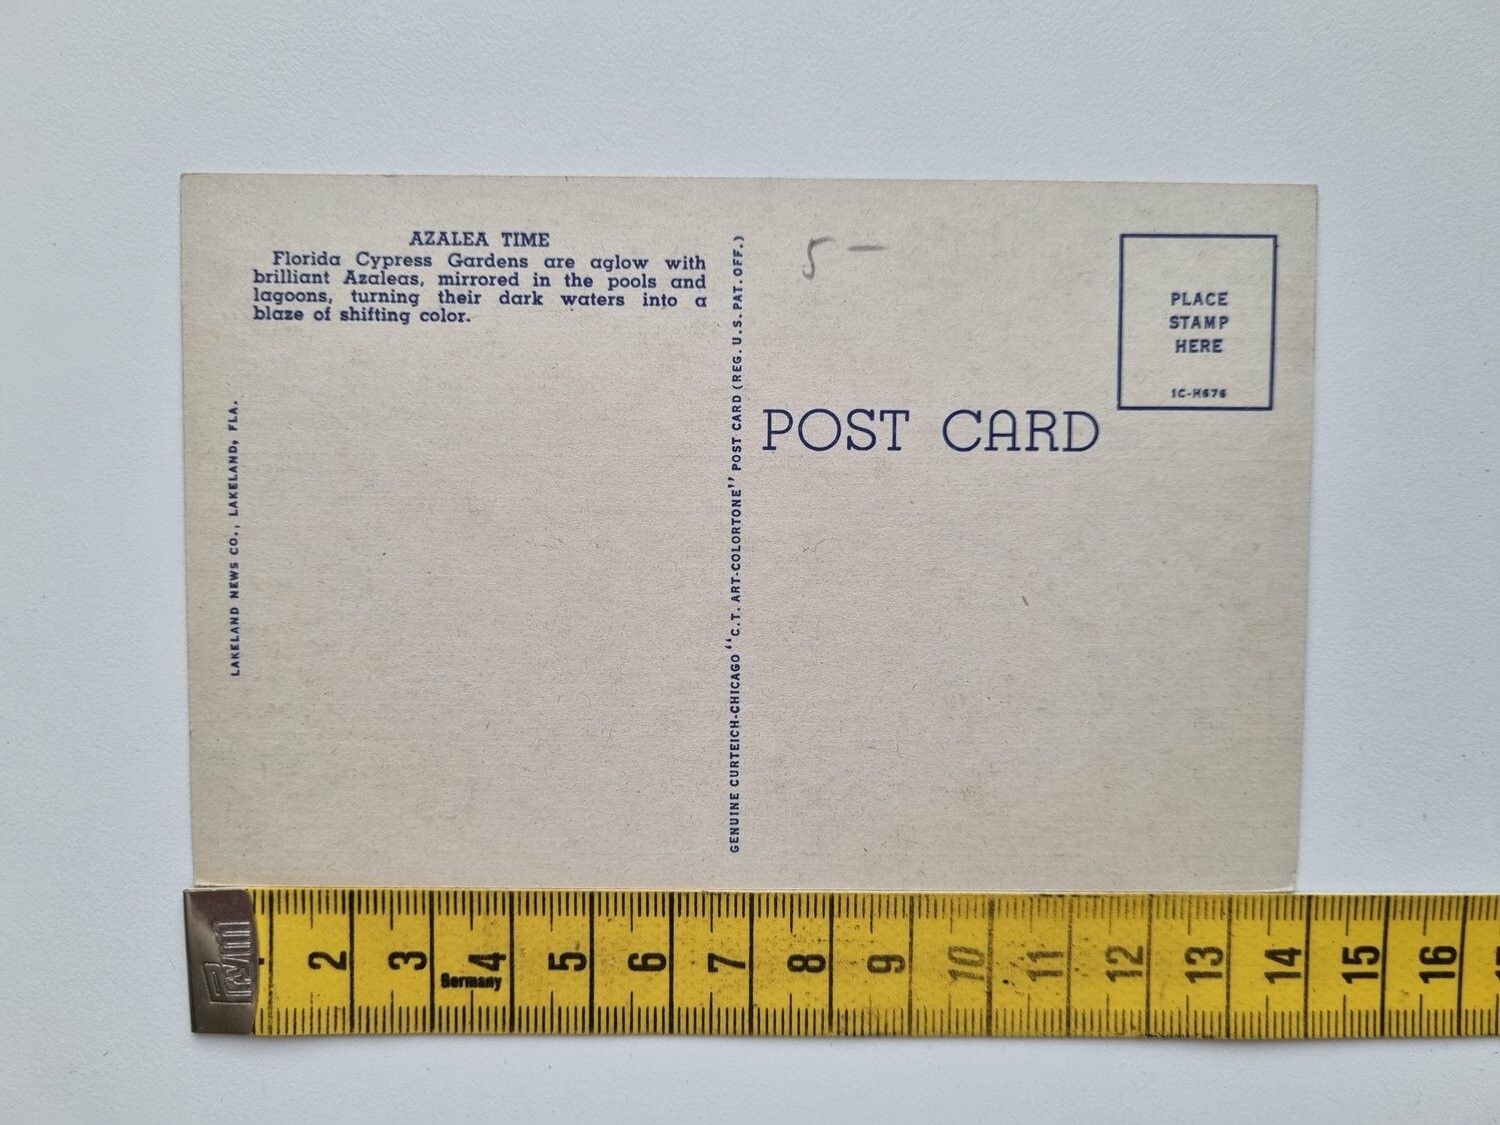 AZALEA TIME
Florida Cypress Gardens are aglow with
brilliant Azaleas, mirrored in the pools and
lagoons, turning their dark waters into a
blaze of shifting color.
LAKELAND NEWS CO., LAKELAND, FLA.
GENUINE CURTEICH-CHICAGO "C.T. ART-COLORTONE" POST CARD (REG. U.S. PAT. OFF.)
5 —
PLACE
STAMP
HERE
1C-H676
POST CARD
2 3 4 5 6 7 8 9 10 11 12 13 14 15 16
Germany
Prym